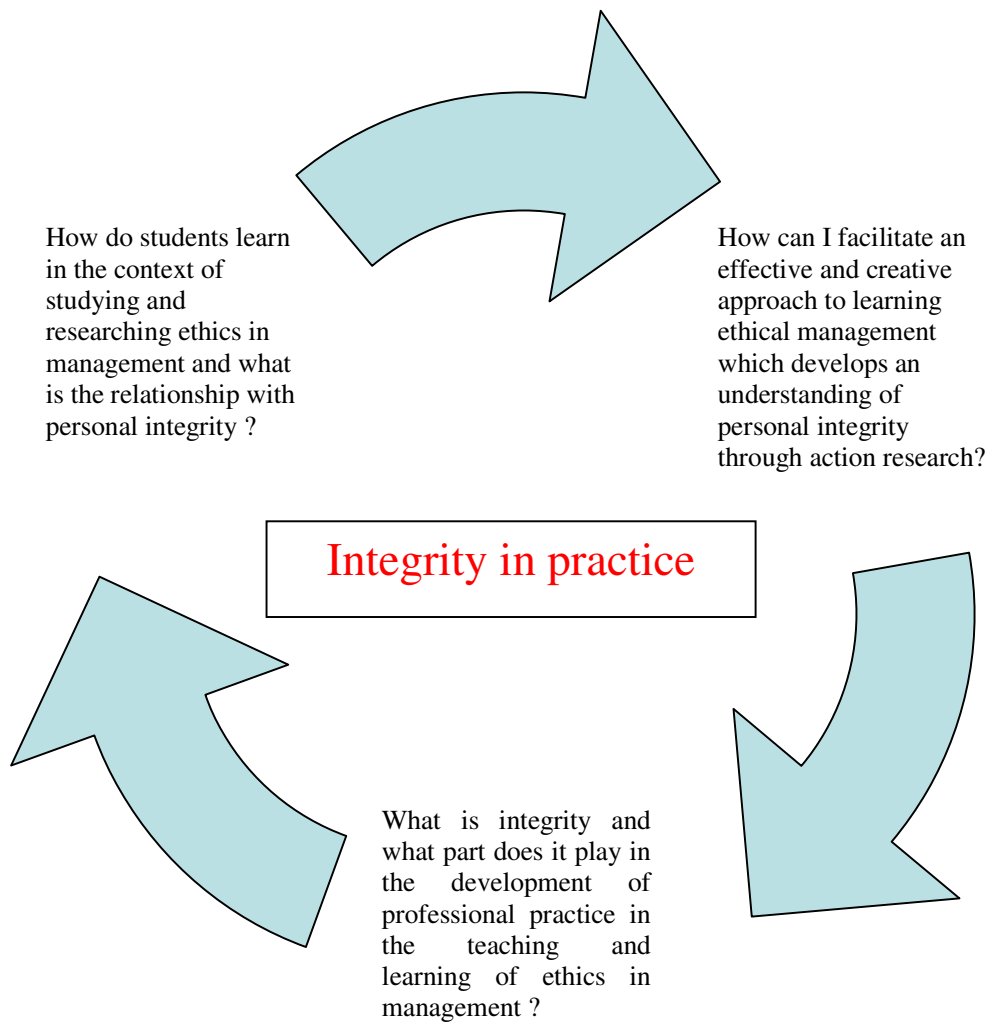 How do students learn
in the context of
studying and
researching ethics in
management and what
is the relationship with
personal integrity ?
How can I facilitate an
effective and creative
approach to learning
ethical management
which develops an
understanding of
personal integrity
through action research?
Integrity in practice
What is integrity and
what part does it play in
the development of
professional practice in
the teaching and
learning of ethics in
management ?